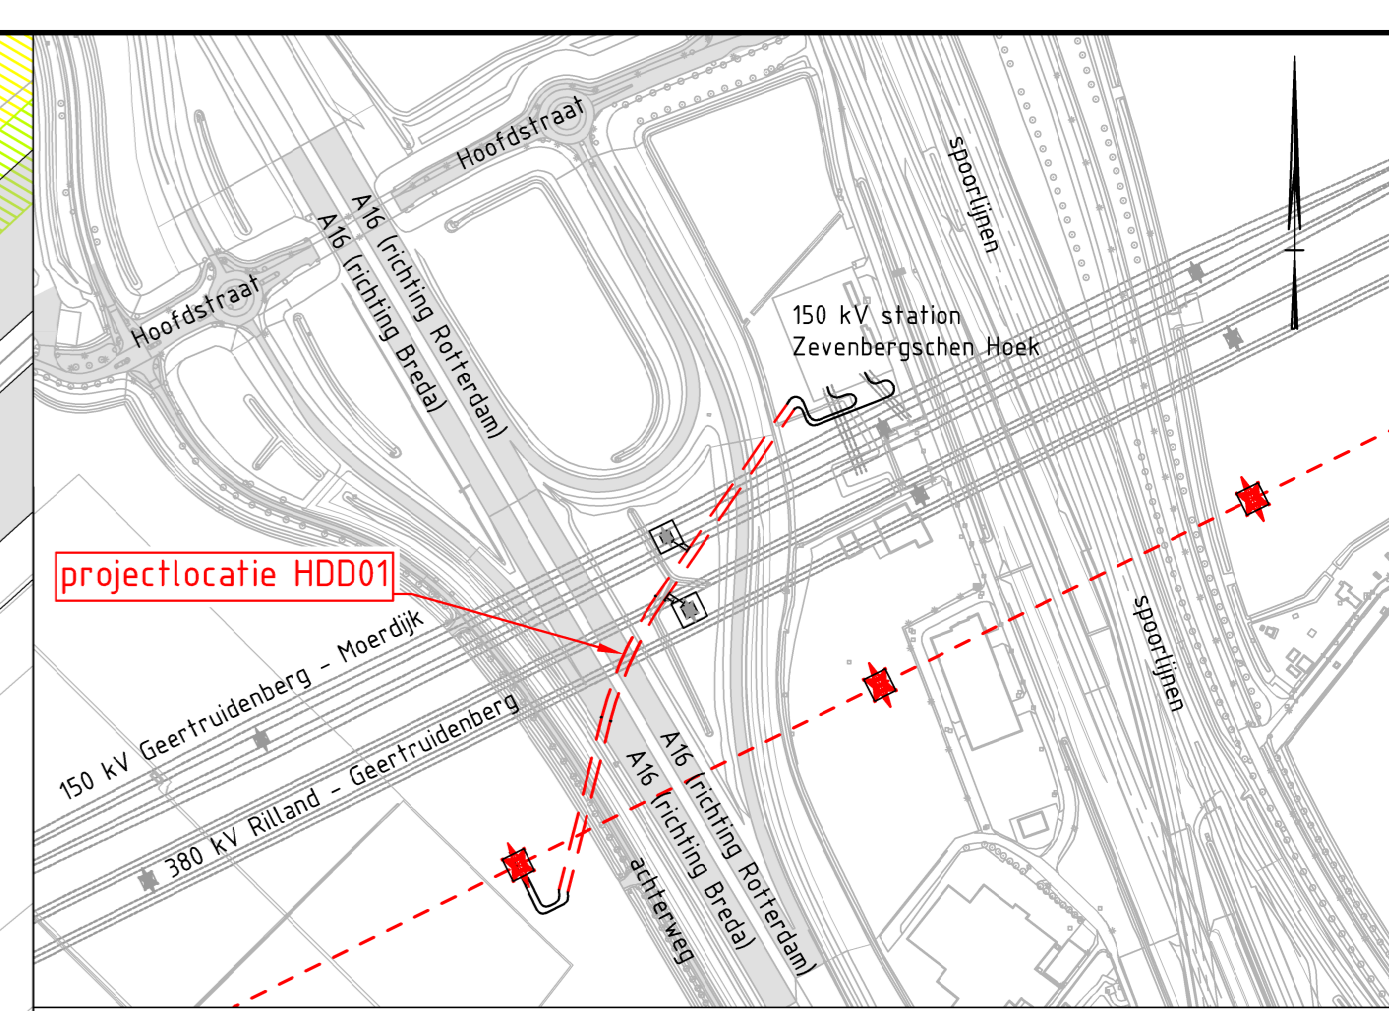 Hoofdstraat
spoorlijnen
A16 (richting Rotterdam)
A16 (richting Breda)
Hoofdstraat
150 kV station
Zevenbergschen Hoek
projectlocatie HDD01
150 kV Geertruidenberg - Moerdijk
380 kV Rilland - Geertruidenberg
spoorlijnen
A16 (richting Rotterdam)
A16 (richting Breda)
achterweg